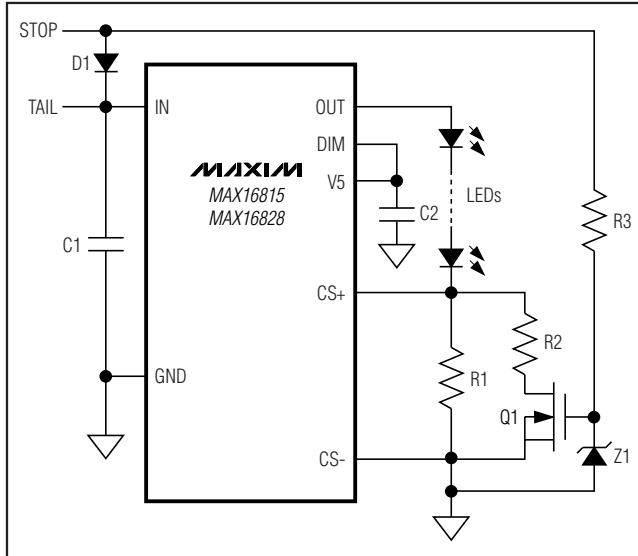 STOP
D1
TAIL
IN
OUT
DIM
MAXIM
V5
MAX16815
MAX16828
LEDs
C2
R3
C1
CS+
R2
R1
GND
Q1
Z1
CS-